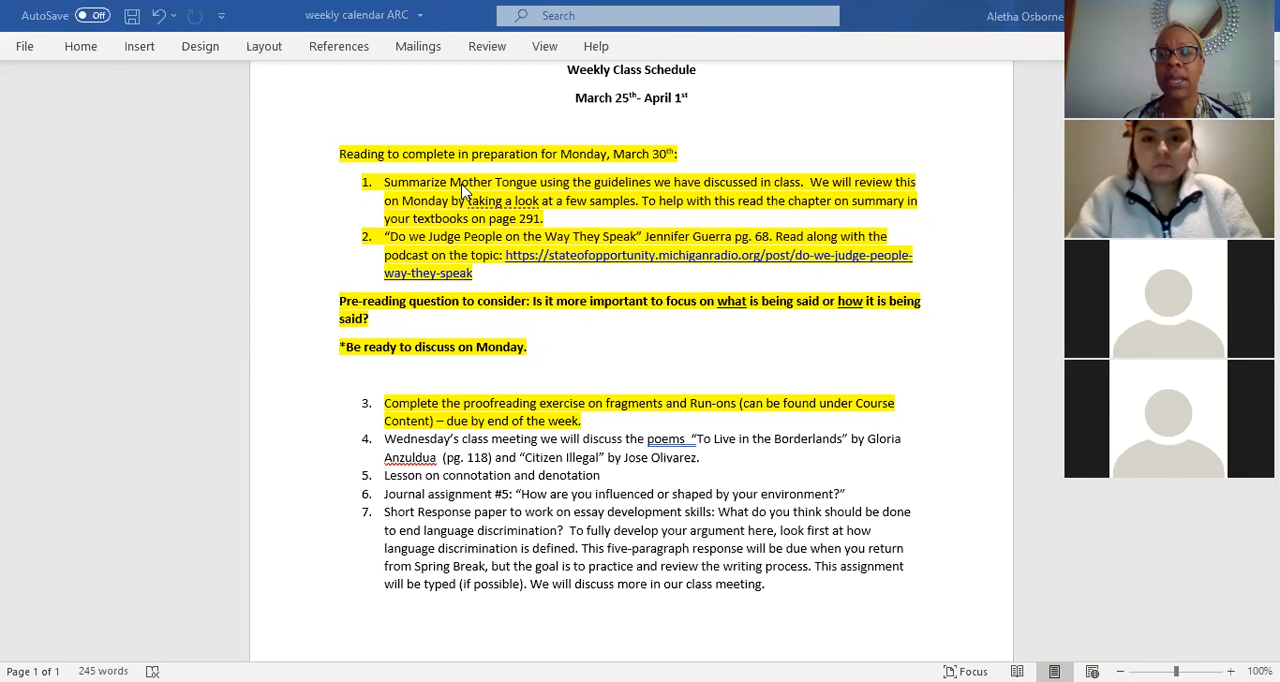 AutoSave Off weekly calendar ARC Search Aletha Osborne
File Home Insert Design Layout References Mailings Review View Help
Weekly Class Schedule
March 25th- April 1st
Reading to complete in preparation for Monday, March 30th:
1. Summarize Mother Tongue using the guidelines we have discussed in class. We will review this
on Monday by taking a look at a few samples. To help with this read the chapter on summary in
your textbooks on page 291.
2. “Do we Judge People on the Way They Speak” Jennifer Guerra pg. 68. Read along with the
podcast on the topic: https://stateofopportunity.michiganradio.org/post/do-we-judge-people-
way-they-speak
Pre-reading question to consider: Is it more important to focus on what is being said or how it is being
said?
*Be ready to discuss on Monday.
3. Complete the proofreading exercise on fragments and Run-ons (can be found under Course
Content) – due by end of the week.
4. Wednesday’s class meeting we will discuss the poems “To Live in the Borderlands” by Gloria
Anzuldua (pg. 118) and “Citizen Illegal” by Jose Olivarez.
5. Lesson on connotation and denotation
6. Journal assignment #5: “How are you influenced or shaped by your environment?”
7. Short Response paper to work on essay development skills: What do you think should be done
to end language discrimination? To fully develop your argument here, look first at how
language discrimination is defined. This five-paragraph response will be due when you return
from Spring Break, but the goal is to practice and review the writing process. This assignment
will be typed (if possible). We will discuss more in our class meeting.
Page 1 of 1 245 words Focus 100%